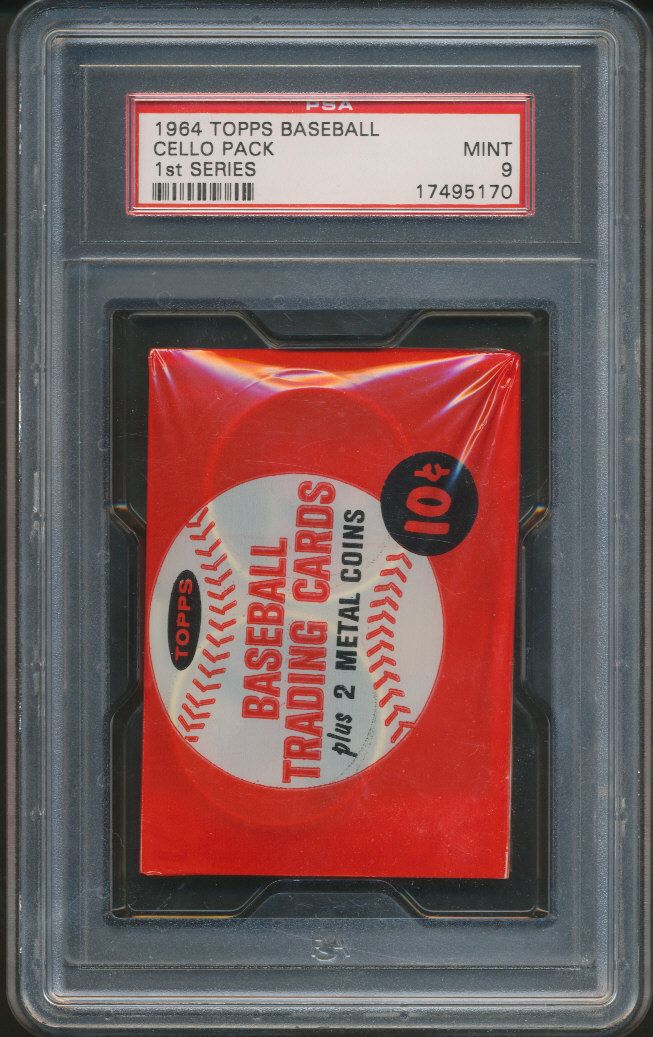 PSA
1964 TOPPS BASEBALL
CELLO PACK MINT
1st SERIES 9
17495170
TOPPS
BASEBALL
TRADING CARDS
plus 2 METAL COINS
10¢
PSA